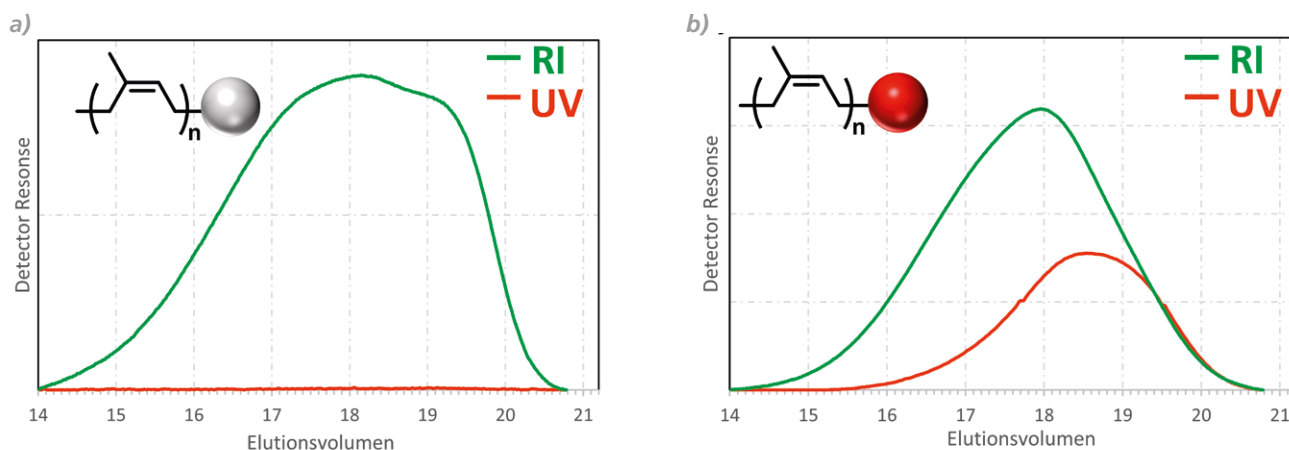 a)
RI
UV
n
Detector Resonse
14 15 16 17 18 19 20 21
Elutionsvolumen
b)
RI
UV
n
Detector Resonse
14 15 16 17 18 19 20 21
Elutionsvolumen